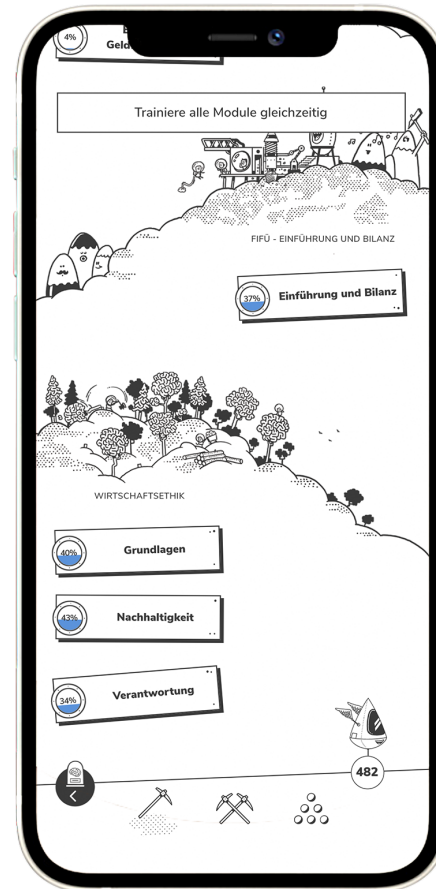 4%
Geld
Trainiere alle Module gleichzeitig
FIFÜ - EINFÜHRUNG UND BILANZ
37%
Einführung und Bilanz
WIRTSCHAFTSETHIK
40%
Grundlagen
43%
Nachhaltigkeit
34%
Verantwortung
482